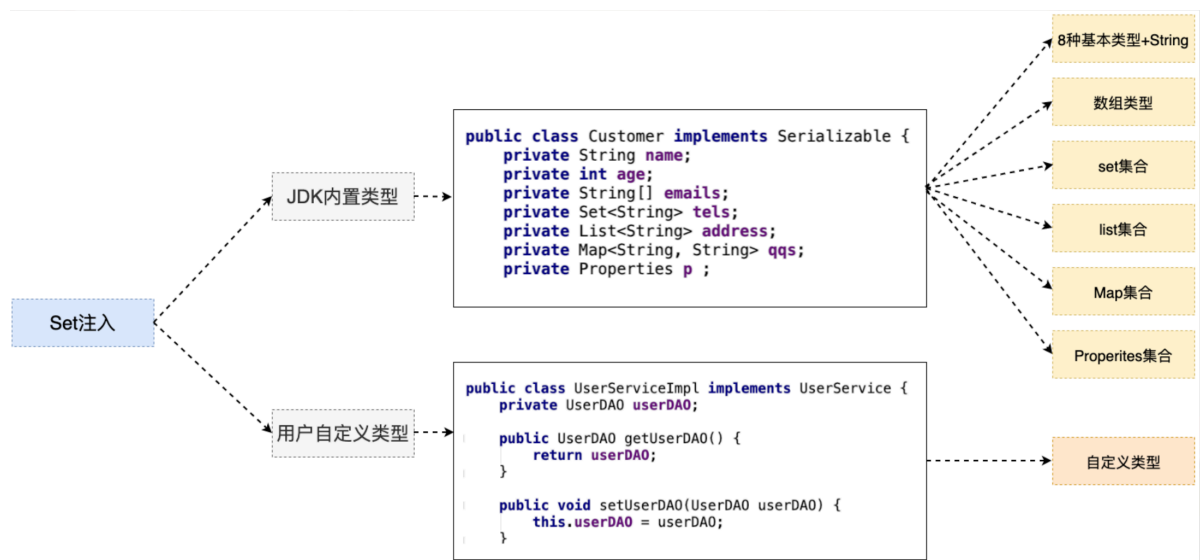 Set注入
JDK内置类型
public class Customer implements Serializable {
private String name;
private int age;
private String[] emails;
private Set<String> tels;
private List<String> address;
private Map<String, String> qqs;
private Properties p ;
8种基本类型+String
数组类型
set集合
list集合
Map集合
Properites集合
用户自定义类型
public class UserServiceImpl implements UserService {
private UserDAO userDAO;
public UserDAO getUserDAO() {
return userDAO;
}
public void setUserDAO(UserDAO userDAO) {
this.userDAO = userDAO;
}
自定义类型